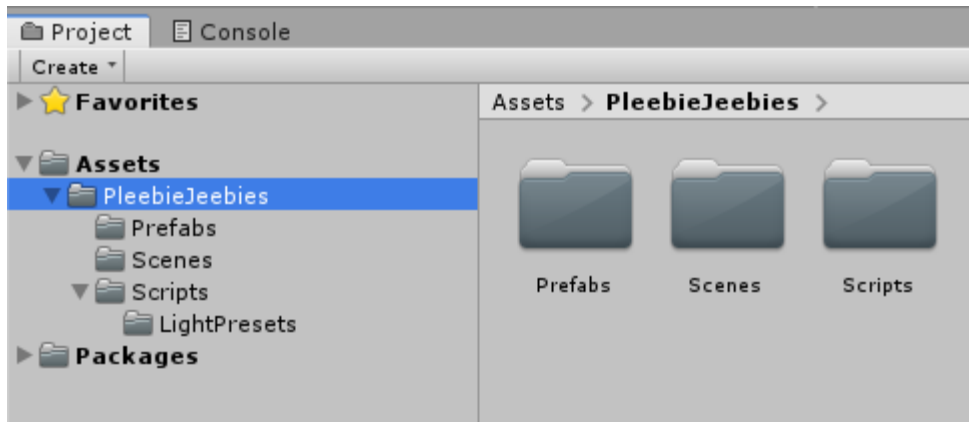 Project Console
Create
Favorites
Assets
PleebieJeebies
Prefabs
Scenes
Scripts
LightPresets
Packages
Assets > PleebieJeebies >
Prefabs Scenes Scripts